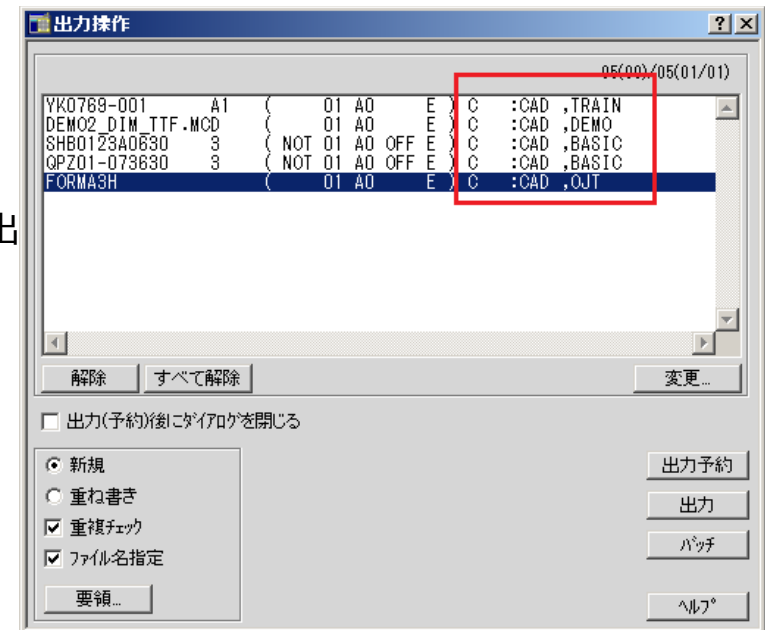 出力操作
05(00)/05(01/01)
YK0769-001 A1 ( 01 A0 E ) C :CAD ,TRAIN
DEMO2_DIM_TTF.MCD ( 01 A0 E ) C :CAD ,DEMO
SHB0123A0630 3 ( NOT 01 A0 OFF E ) C :CAD ,BASIC
QPZ01-073630 3 ( NOT 01 A0 OFF E ) C :CAD ,BASIC
FORMA3H ( 01 A0 E ) C :CAD ,OJT
出
解除 すべて解除 変更...
出力(予約)後にダイアログを閉じる
新規 出力予約
重ね書き 出力
重複チェック バッチ
ファイル名指定
要領... ヘルプ